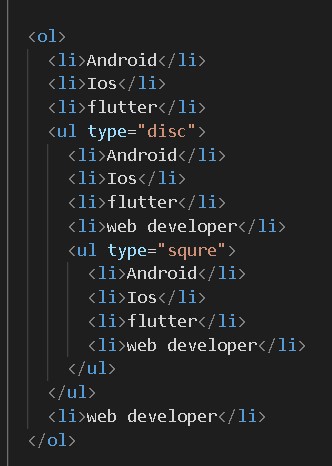 <ol>
<li>Android</li>
<li>Ios</li>
<li>flutter</li>
<ul type="disc">
<li>Android</li>
<li>Ios</li>
<li>flutter</li>
<li>web developer</li>
<ul type="squre">
<li>Android</li>
<li>Ios</li>
<li>flutter</li>
<li>web developer</li>
</ul>
</ul>
<li>web developer</li>
</ol>